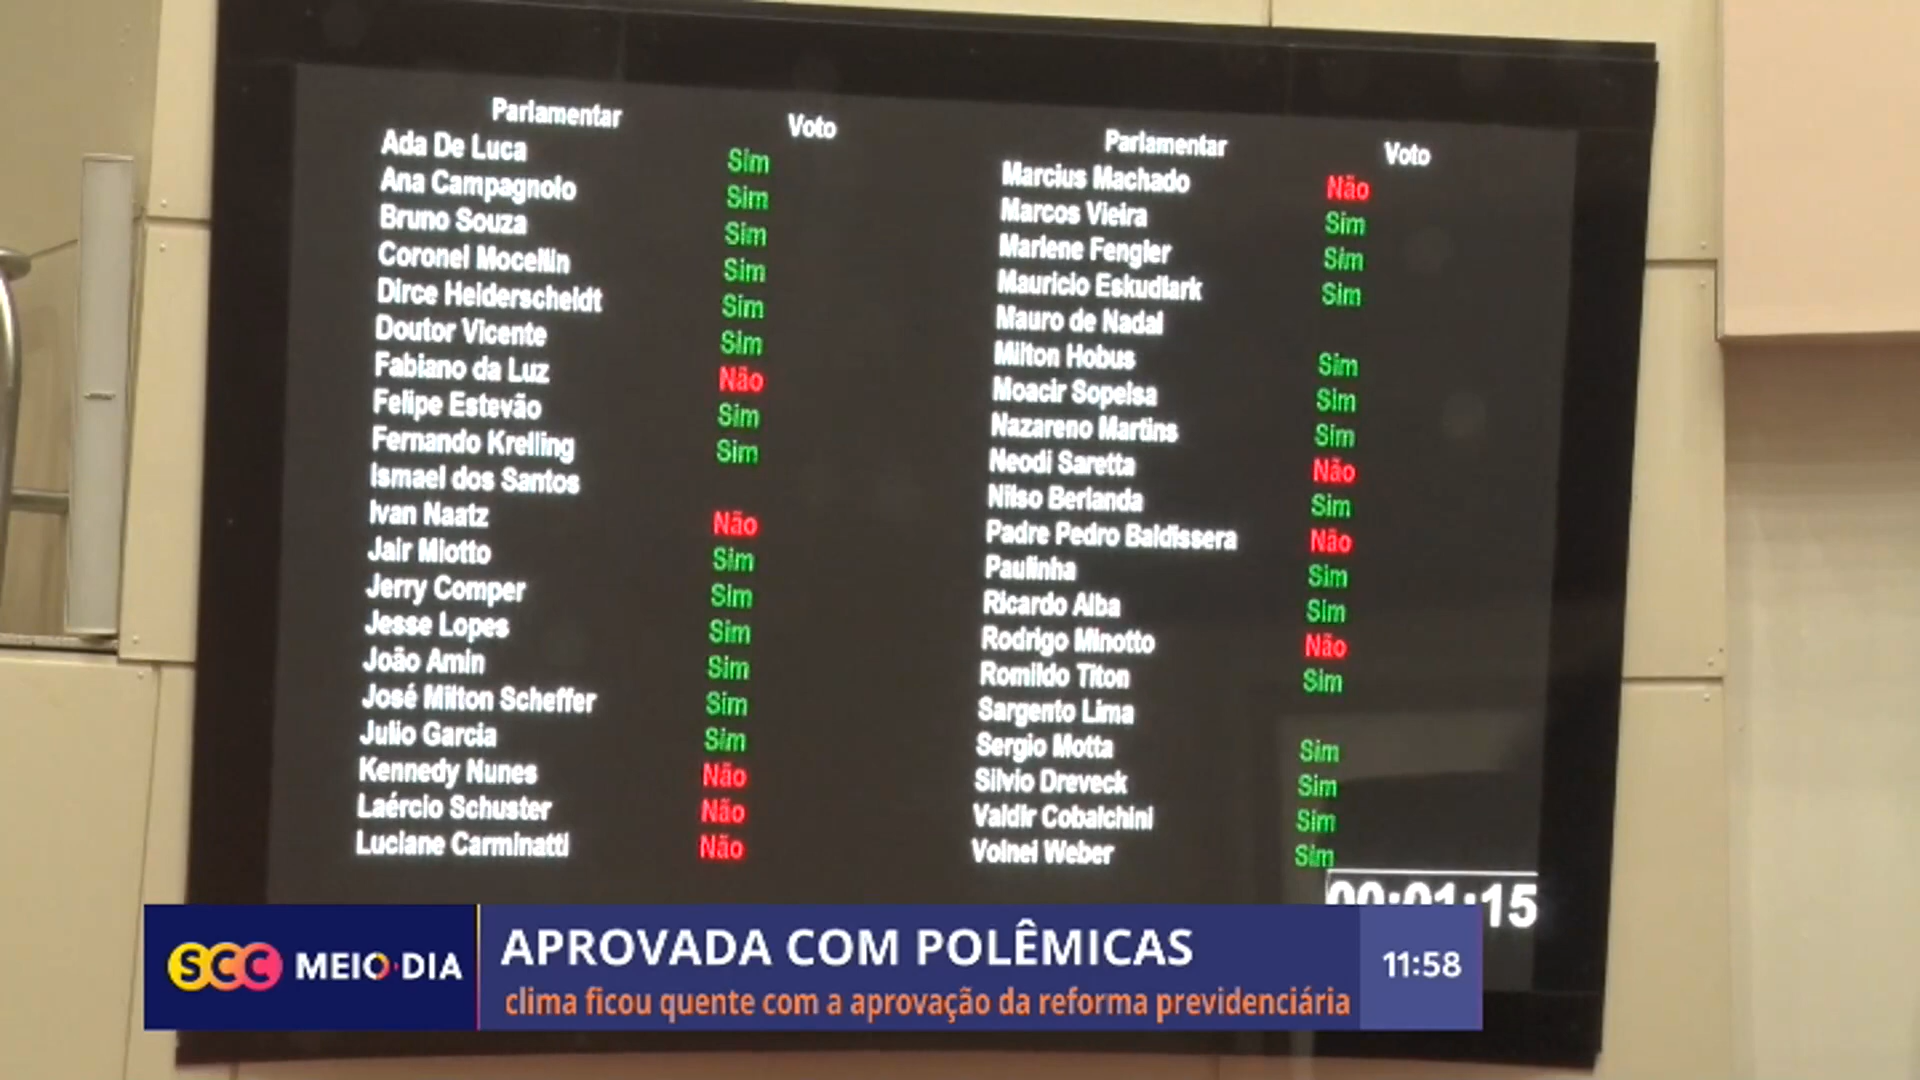 Parlamentar Voto
Ada De Luca Sim
Ana Campagnolo Sim
Bruno Souza Sim
Coronel Mocellin Sim
Dirce Heiderscheidt Sim
Doutor Vicente Sim
Fabiano da Luz Não
Felipe Estevão Sim
Fernando Krelling Sim
Ismael dos Santos
Ivan Naatz Não
Jair Miotto Sim
Jerry Comper Sim
Jesse Lopes Sim
João Amin Sim
José Milton Scheffer Sim
Julio Garcia Sim
Kennedy Nunes Não
Laércio Schuster Não
Luciane Carminatti Não
Parlamentar Voto
Marcius Machado Não
Marcos Vieira Sim
Marlene Fengler Sim
Mauricio Eskudlark Sim
Mauro de Nadal
Milton Hobus Sim
Moacir Sopelsa Sim
Nazareno Martins Sim
Neodi Saretta Não
Nilso Berlanda Sim
Padre Pedro Baldissera Não
Paulinha Sim
Ricardo Alba Sim
Rodrigo Minotto Não
Romildo Titon Sim
Sargento Lima
Sergio Motta Sim
Silvio Dreveck Sim
Valdir Cobalchini Sim
Volnei Weber Sim
00:01:15
SCC MEIO-DIA
APROVADA COM POLÊMICAS
clima ficou quente com a aprovação da reforma previdenciária
11:58